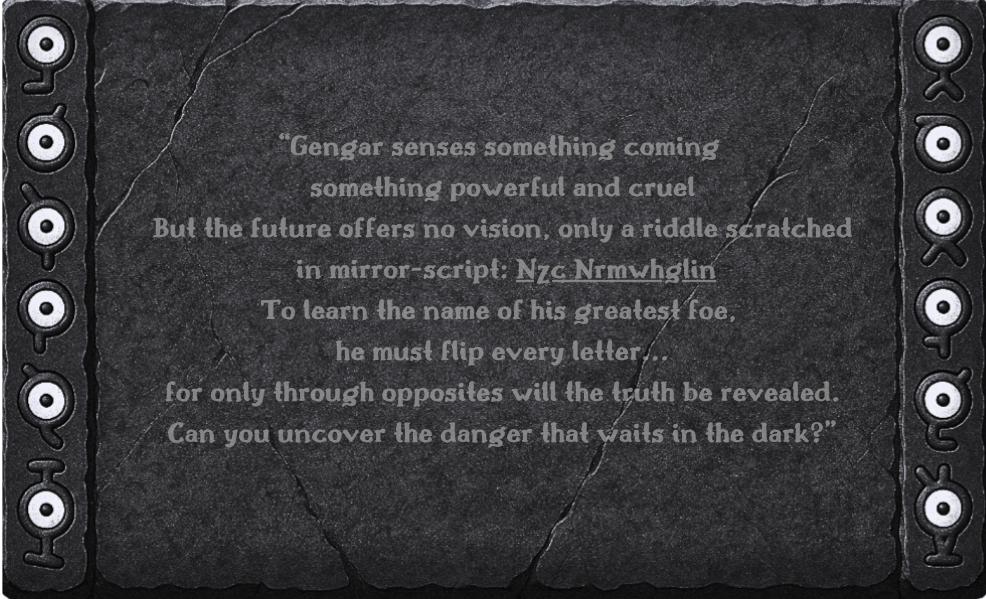 “Gengar senses something coming
something powerful and cruel
But the future offers no vision, only a riddle scratched
in mirror-script: Nzc Nrmwhglin
To learn the name of his greatest foe,
he must flip every letter...
for only through opposites will the truth be revealed.
Can you uncover the danger that waits in the dark?”